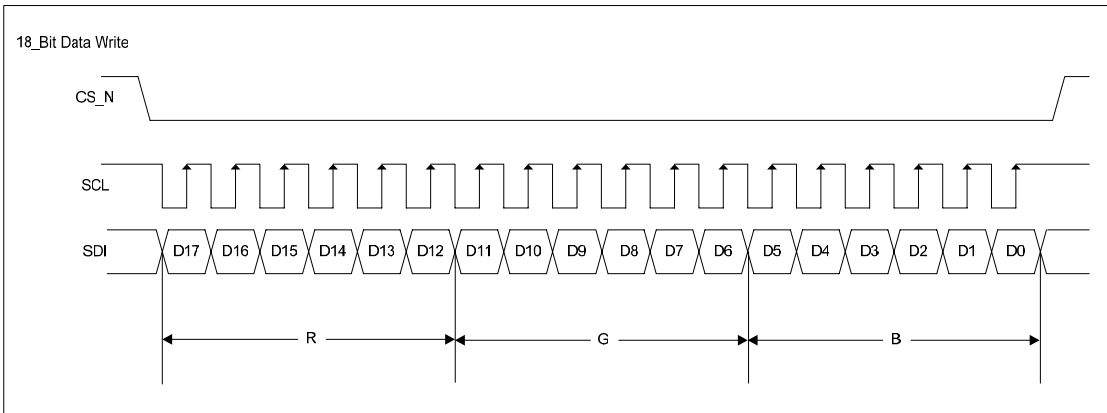 18_Bit Data Write
CS_N
SCL
SDI D17 D16 D15 D14 D13 D12 D11 D10 D9 D8 D7 D6 D5 D4 D3 D2 D1 D0
R G B